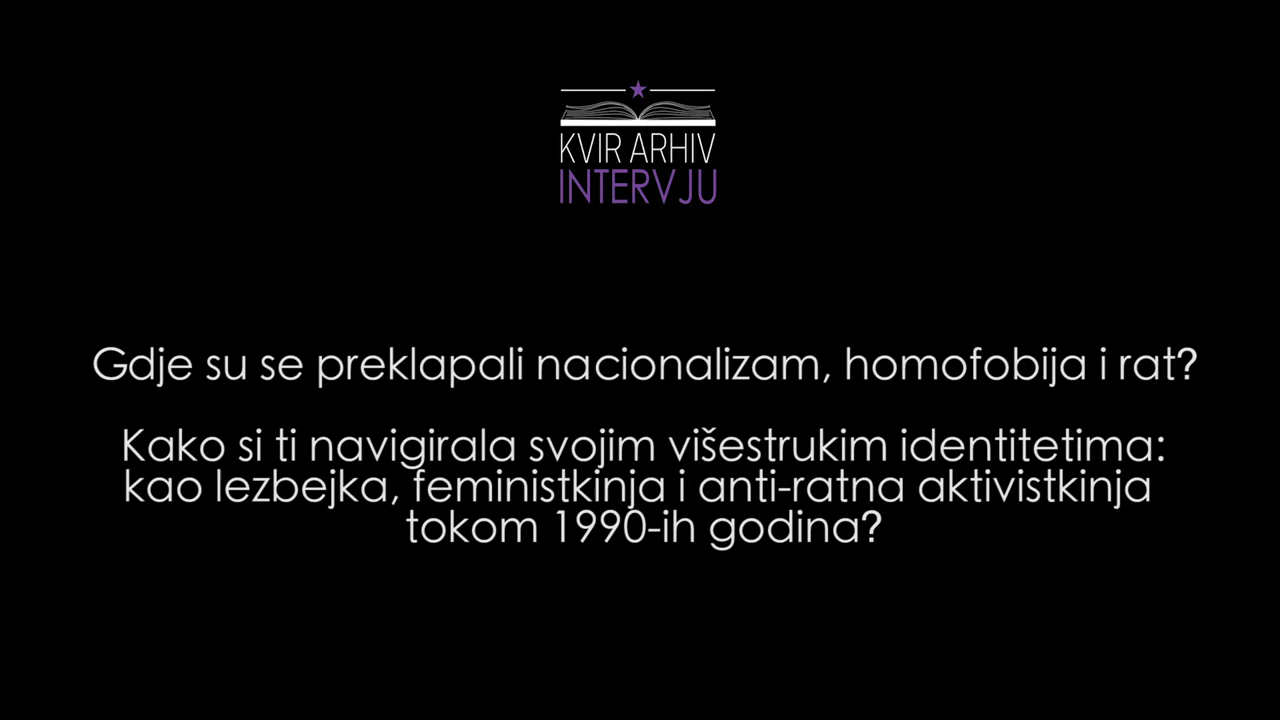 KVIR ARHIV
INTERVJU
Gdje su se preklapali nacionalizam, homofobija i rat?
Kako si ti navigirala svojim višestrukim identitetima:
kao lezbejka, feministkinja i anti-ratna aktivistkinja
tokom 1990-ih godina?